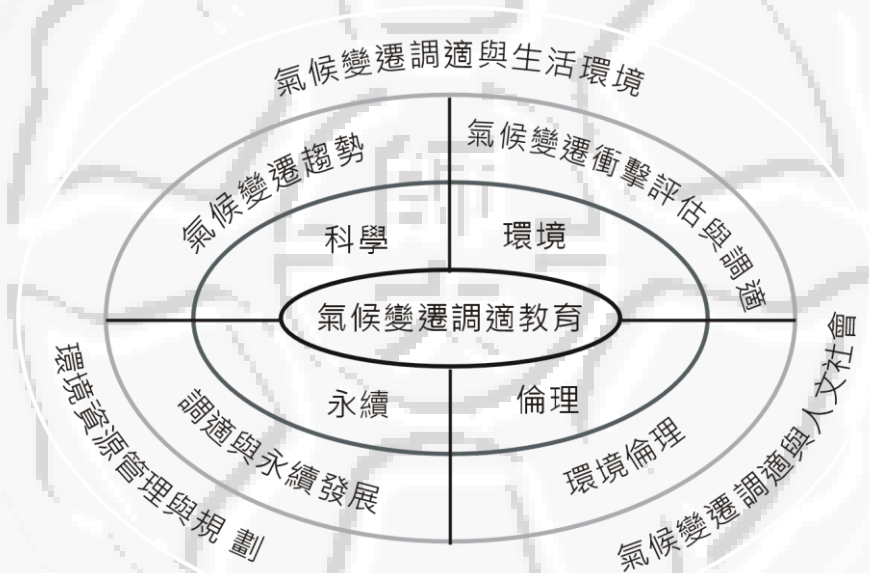 氣候變遷調適與生活環境
氣候變遷趨勢
氣候變遷衝擊評估與調適
科學
環境
氣候變遷調適教育
永續
倫理
調適與永續發展
環境倫理
環境資源管理與規劃
氣候變遷調適與人文社會
師